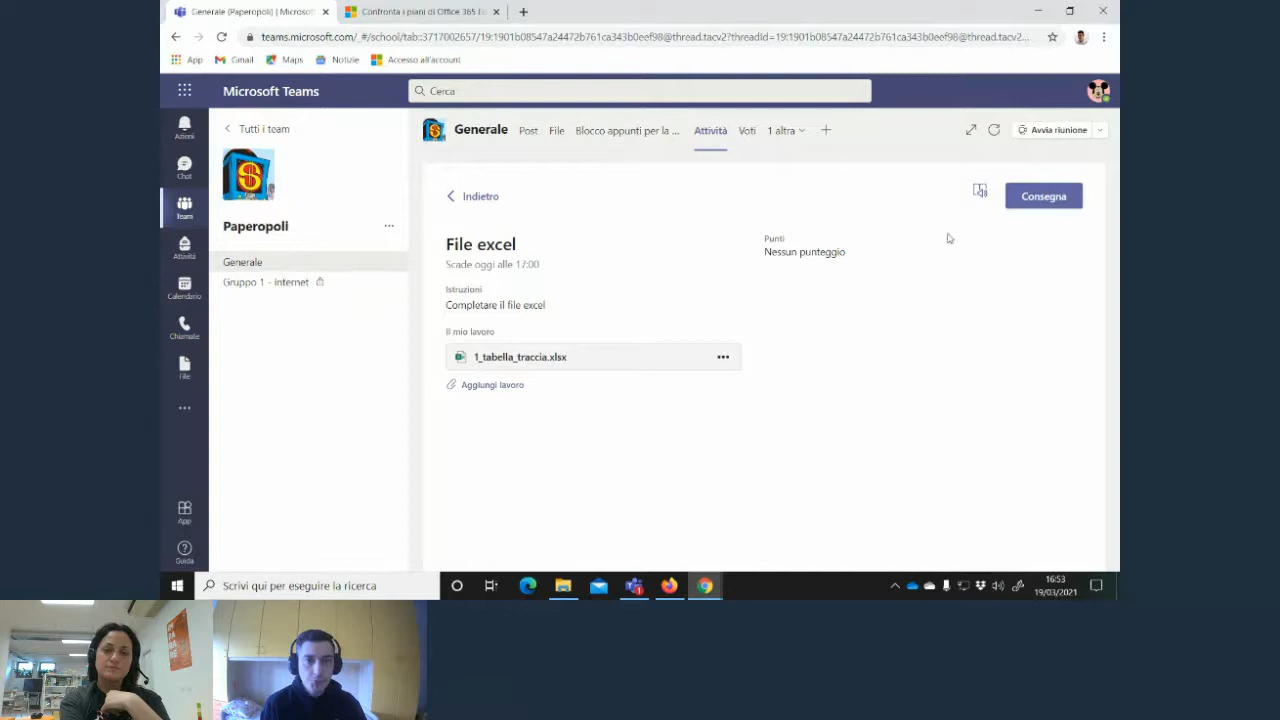 Generale (Paperopoli) | Microsof
Confronta i piani di Office 365 E
teams.microsoft.com/_#/school/tab::3717002657/19:1901b08547a24472b761ca343b0eef98@thread.tacv2?threadId=19:1901b08547a24472b761ca343b0eef98@thread.tacv2...
App
Gmail
Maps
Notizie
Accesso all'account
Microsoft Teams
Cerca
Azioni
Chat
Team
Attività
Calendario
Chiamate
File
App
Guida
Tutti i team
S
Paperopoli
Generale
Gruppo 1 - internet
Generale
Post
File
Blocco appunti per la ...
Attività
Voti
1 altra
Avvia riunione
Indietro
Consegna
File excel
Scade oggi alle 17:00
Punti
Nessun punteggio
Istruzioni
Completare il file excel
Il mio lavoro
1_tabella_traccia.xlsx
Aggiungi lavoro
Scrivi qui per eseguire la ricerca
16:53
19/03/2021